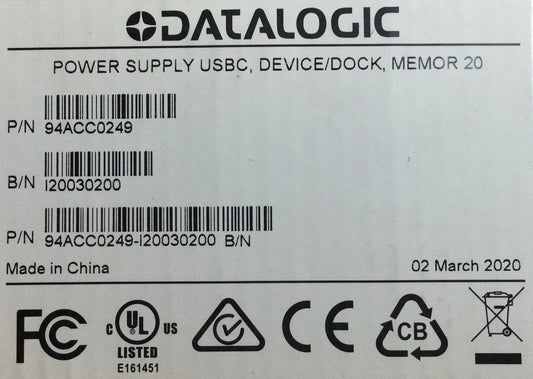 DATALOGIC
POWER SUPPLY USBC, DEVICE/DOCK, MEMOR 20
P/N 94ACC0249
B/N I20030200
P/N 94ACC0249-I20030200 B/N
Made in China 02 March 2020
FC
C UL US
LISTED
E161451
CE
CB